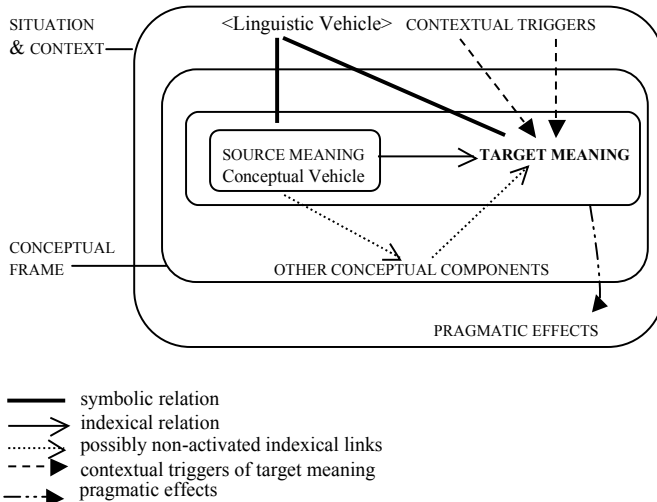 SITUATION
& CONTEXT
<Linguistic Vehicle>
CONTEXTUAL TRIGGERS
SOURCE MEANING
Conceptual Vehicle
TARGET MEANING
CONCEPTUAL
FRAME
OTHER CONCEPTUAL COMPONENTS
PRAGMATIC EFFECTS
symbolic relation
indexical relation
possibly non-activated indexical links
contextual triggers of target meaning
pragmatic effects